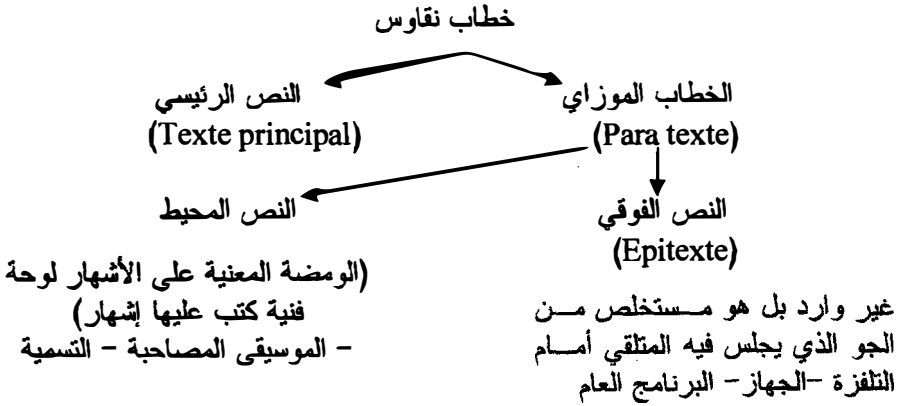 خطاب نقاوس
الخطاب الموزاي
(Para texte)
النص الرئيسي
(Texte principal)
النص الفوقي
(Epitexte)
غير وارد بل هو مستخلص من
الجو الذي يجلس فيه المتلقي أمام
التلفزة –الجهاز– البرنامج العام
النص المحيط
(الومضة المعنية على الأشهار لوحة
فنية كتب عليها إشهار)
– الموسيقى المصاحبة – التسمية